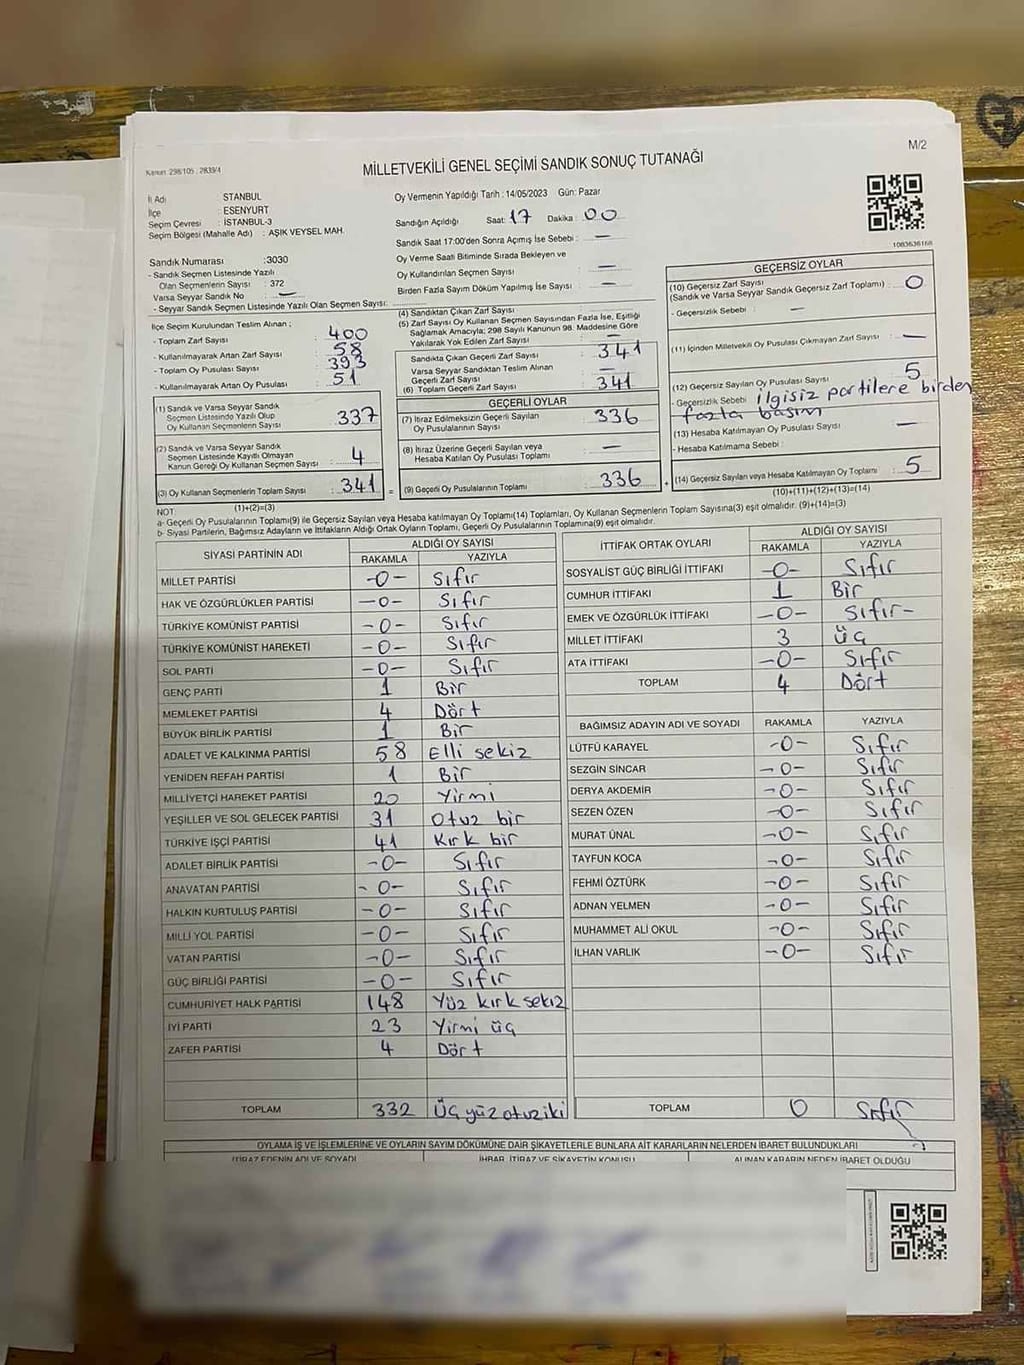 M/2
Kanun: 298/105 ; 2839/4
MİLLETVEKİLİ GENEL SEÇİMİ SANDIK SONUÇ TUTANAĞI
İl Adı STANBUL
İlçe : ESENYURT
Seçim Çevresi : İSTANBUL-3
Seçim Bölgesi (Mahalle Adı) : AŞIK VEYSEL MAH.
Oy Vermenin Yapıldığı Tarih : 14/05/2023 Gün: Pazar
Sandığın Açıldığı Saat: 17 Dakika : 00
Sandık Saat 17:00'den Sonra Açımış İse Sebebi : —
Oy Verme Saati Bitiminde Sırada Bekleyen ve
Oy Kullandırılan Seçmen Sayısı : —
Birden Fazla Sayım Döküm Yapılmış İse Sayısı : —
1083636168
Sandık Numarası :3030
- Sandık Seçmen Listesinde Yazılı
Olan Seçmenlerin Sayısı : 372
Varsa Seyyar Sandık No —
- Seyyar Sandık Seçmen Listesinde Yazılı Olan Seçmen Sayısı:
İlçe Seçim Kurulundan Teslim Alınan ;
- Toplam Zarf Sayısı : 400
- Kullanılmayarak Artan Zarf Sayısı : 58
- Toplam Oy Pusulası Sayısı : 393
- Kullanılmayarak Artan Oy Pusulası : 51
(1) Sandık ve Varsa Seyyar Sandık
Seçmen Listesinde Yazılı Olup
Oy Kullanan Seçmenlerin Sayısı : 337
(2) Sandık ve Varsa Seyyar Sandık
Seçmen Listesinde Kayıtlı Olmayan
Kanun Gereği Oy Kullanan Seçmen Sayısı : 4
(3) Oy Kullanan Seçmenlerin Toplam Sayısı : 341
(1)+(2)=(3)
(4) Sandıktan Çıkan Zarf Sayısı :
(5) Zarf Sayısı Oy Kullanan Seçmen Sayısından Fazla İse, Eşitliği
Sağlamak Amacıyla; 298 Sayılı Kanunun 98. Maddesine Göre
Yakılarak Yok Edilen Zarf Sayısı : —
Sandıkta Çıkan Geçerli Zarf Sayısı : 341
Varsa Seyyar Sandıktan Teslim Alınan
Geçerli Zarf Sayısı : —
(6) Toplam Geçerli Zarf Sayısı : 341
GEÇERLİ OYLAR
(7) İtiraz Edilmeksizin Geçerli Sayılan
Oy Pusulalarının Sayısı : 336
(8) İtiraz Üzerine Geçerli Sayılan veya
Hesaba Katılan Oy Pusulası Toplamı : —
= (9) Geçerli Oy Pusulalarının Toplamı : 336
GEÇERSİZ OYLAR
(10) Geçersiz Zarf Sayısı : 0
(Sandık ve Varsa Seyyar Sandık Geçersiz Zarf Toplamı)
- Geçersizlik Sebebi : —
(11) İçinden Milletvekili Oy Pusulası Çıkmayan Zarf Sayısı : —
(12) Geçersiz Sayılan Oy Pusulası Sayısı : 5
- Geçersizlik Sebebi ilgisiz partilere birden
fazla basım
(13) Hesaba Katılmayan Oy Pusulası Sayısı : —
- Hesaba Katılmama Sebebi :
+ (14) Geçersiz Sayılan veya Hesaba Katılmayan Oy Toplamı : 5
(10)+(11)+(12)+(13)=(14)
NOT:
a- Geçerli Oy Pusulalarının Toplamı(9) ile Geçersiz Sayılan veya Hesaba katılmayan Oy Toplamı(14) Toplamları, Oy Kullanan Seçmenlerin Toplam Sayısına(3) eşit olmalıdır. (9)+(14)=(3)
b- Siyasi Partilerin, Bağımsız Adayların ve İttifakların Aldığı Ortak Oyların Toplamı, Geçerli Oy Pusulalarının Toplamına(9) eşit olmalıdır.
SİYASİ PARTİNİN ADI ALDIĞI OY SAYISI
RAKAMLA YAZIYLA
MİLLET PARTİSİ -0- Sıfır
HAK VE ÖZGÜRLÜKLER PARTİSİ -0- Sıfır
TÜRKİYE KOMÜNİST PARTİSİ -0- Sıfır
TÜRKİYE KOMÜNİST HAREKETİ -0- Sıfır
SOL PARTİ -0- Sıfır
GENÇ PARTİ 1 Bir
MEMLEKET PARTİSİ 4 Dört
BÜYÜK BİRLİK PARTİSİ 1 Bir
ADALET VE KALKINMA PARTİSİ 58 Elli sekiz
YENİDEN REFAH PARTİSİ 1 Bir
MİLLİYETÇİ HAREKET PARTİSİ 20 Yirmi
YEŞİLLER VE SOL GELECEK PARTİSİ 31 Otuz bir
TÜRKİYE İŞÇİ PARTİSİ 41 Kırk bir
ADALET BİRLİK PARTİSİ -0- Sıfır
ANAVATAN PARTİSİ -0- Sıfır
HALKIN KURTULUŞ PARTİSİ -0- Sıfır
MİLLİ YOL PARTİSİ -0- Sıfır
VATAN PARTİSİ -0- Sıfır
GÜÇ BİRLİĞİ PARTİSİ -0- Sıfır
CUMHURİYET HALK PARTİSİ 148 Yüz kırk sekiz
İYİ PARTİ 23 Yirmi üç
ZAFER PARTİSİ 4 Dört
TOPLAM 332 Üç yüz otuz iki
İTTİFAK ORTAK OYLARI ALDIĞI OY SAYISI
RAKAMLA YAZIYLA
SOSYALİST GÜÇ BİRLİĞİ İTTİFAKI -0- Sıfır
CUMHUR İTTİFAKI 1 Bir
EMEK VE ÖZGÜRLÜK İTTİFAKI -0- Sıfır-
MİLLET İTTİFAKI 3 üç
ATA İTTİFAKI -0- Sıfır
TOPLAM 4 Dört
BAĞIMSIZ ADAYIN ADI VE SOYADI RAKAMLA YAZIYLA
LÜTFÜ KARAYEL -0- Sıfır
SEZGİN SİNCAR -0- Sıfır
DERYA AKDEMİR -0- Sıfır
SEZEN ÖZEN -0- Sıfır
MURAT ÜNAL -0- Sıfır
TAYFUN KOCA -0- Sıfır
FEHMİ ÖZTÜRK -0- Sıfır
ADNAN YELMEN -0- Sıfır
MUHAMMET ALİ OKUL -0- Sıfır
İLHAN VARLIK -0- Sıfır
TOPLAM 0 Sıfır
OYLAMA İŞ VE İŞLEMLERİNE VE OYLARIN SAYIM DÖKÜMÜNE DAİR ŞİKAYETLERLE BUNLARA AİT KARARLARIN NELERDEN İBARET BULUNDUKLARI
İTİRAZ EDENİN ADI VE SOYADI İHBAR, İTİRAZ VE ŞİKAYETİN KONUSU ALINAN KARARIN NEDEN İBARET OLDUĞU